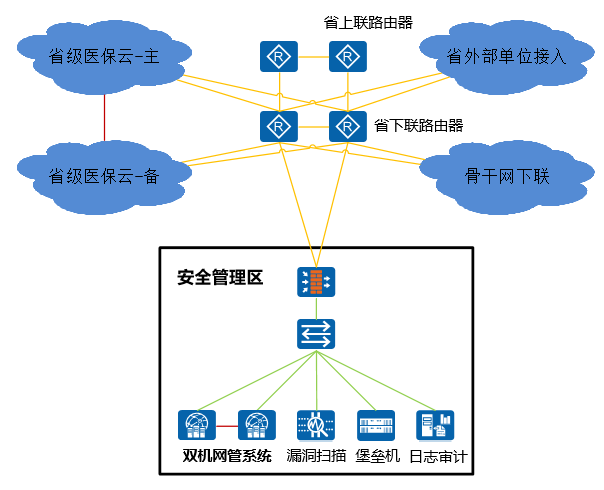 省上联路由器
省级医保云-主
省外部单位接入
R
R
R
R
省下联路由器
省级医保云-备
骨干网下联
安全管理区
双机网管系统
漏洞扫描
堡垒机
日志审计